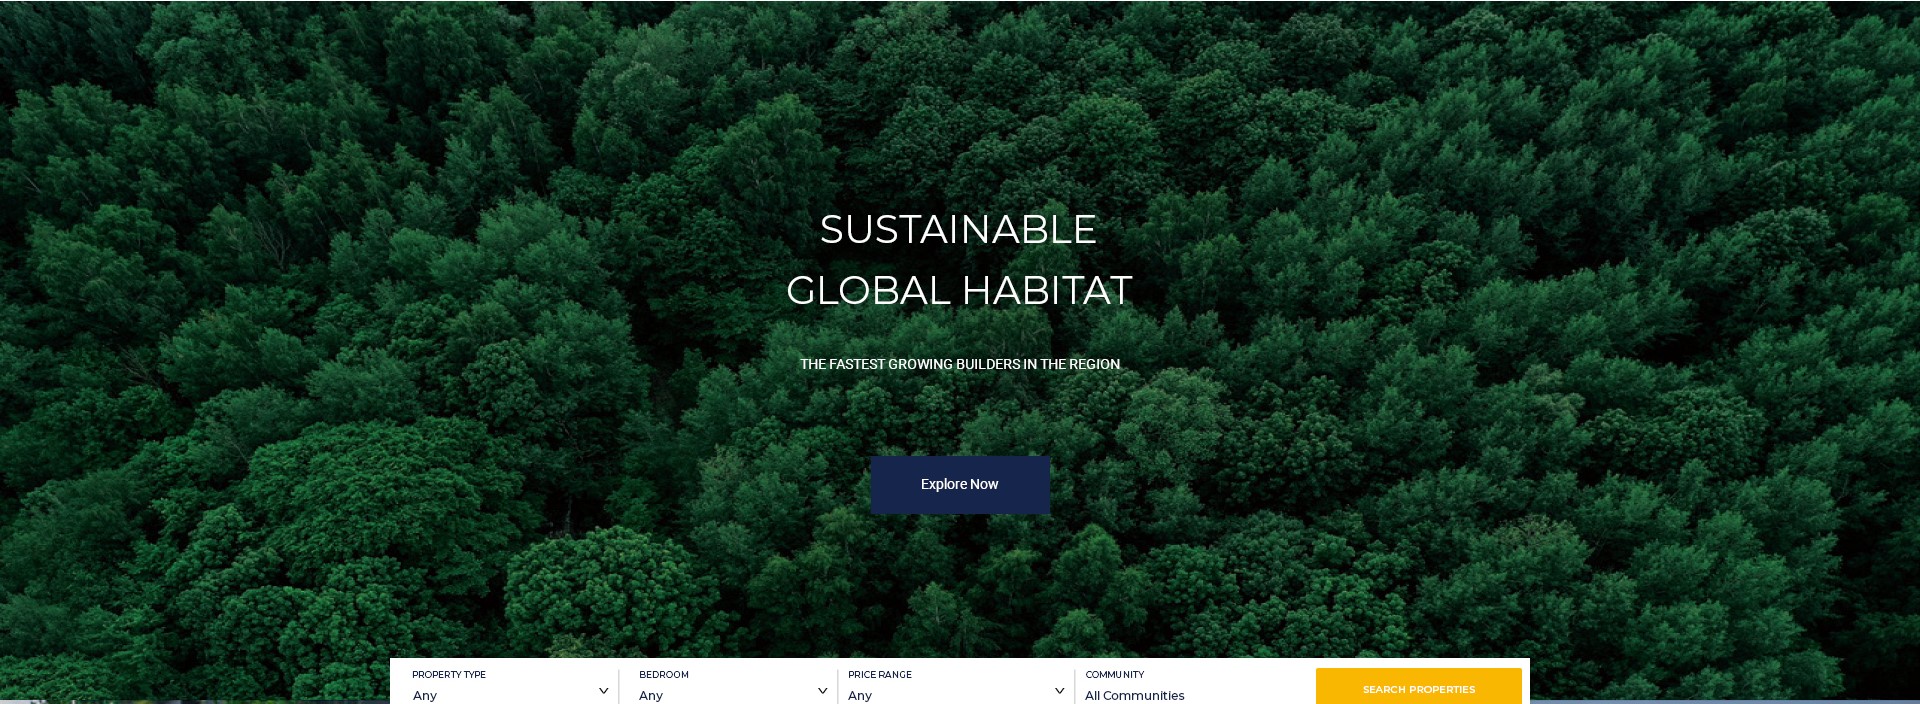 SUSTAINABLE
GLOBAL HABITAT
THE FASTEST GROWING BUILDERS IN THE REGION
Explore Now
PROPERTY TYPE
Any
BEDROOM
Any
PRICE RANGE
Any
COMMUNITY
All Communities
SEARCH PROPERTIES